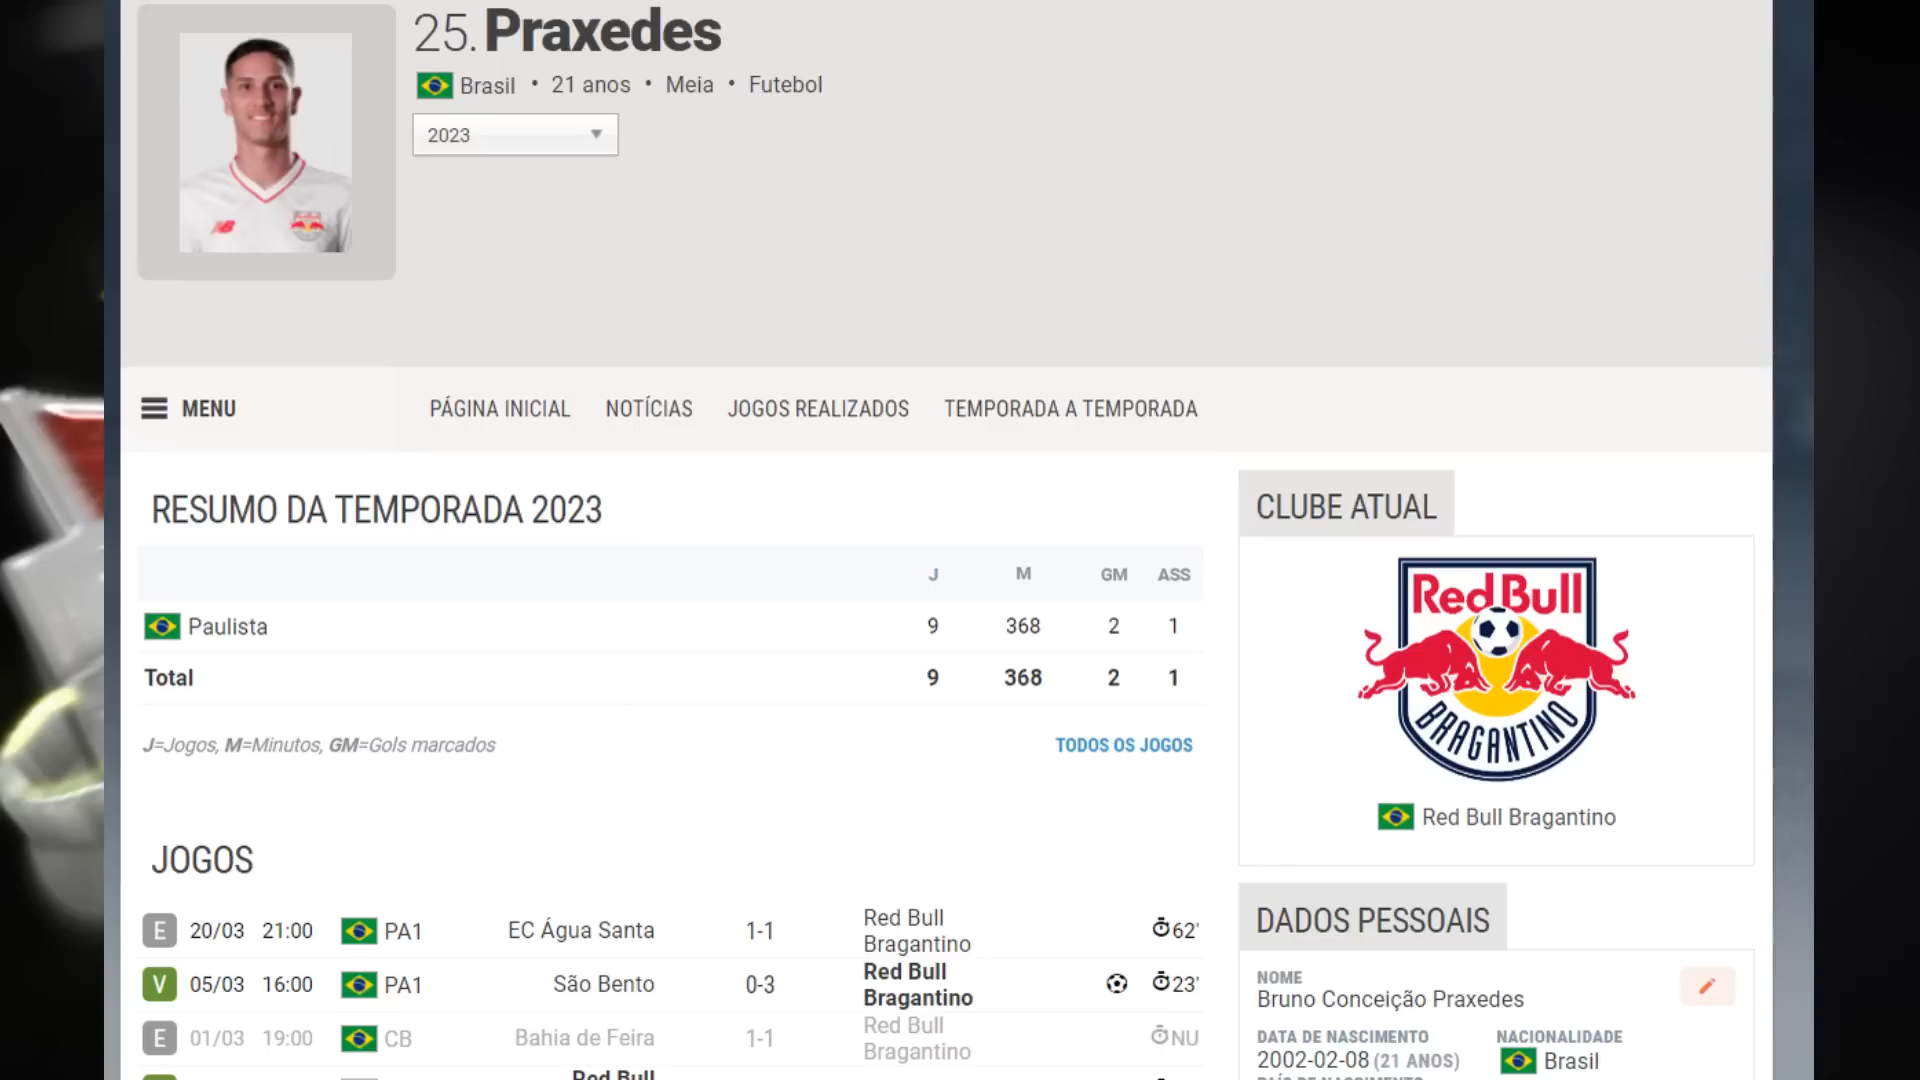 25. Praxedes
Brasil • 21 anos • Meia • Futebol
2023
MENU PÁGINA INICIAL NOTÍCIAS JOGOS REALIZADOS TEMPORADA A TEMPORADA
RESUMO DA TEMPORADA 2023
J M GM ASS
Paulista 9 368 2 1
Total 9 368 2 1
J=Jogos, M=Minutos, GM=Gols marcados
TODOS OS JOGOS
JOGOS
E 20/03 21:00 PA1 EC Água Santa 1-1 Red Bull Bragantino 62'
V 05/03 16:00 PA1 São Bento 0-3 Red Bull Bragantino 23'
E 01/03 19:00 CB Bahia de Feira 1-1 Red Bull Bragantino NU
Red Bull
CLUBE ATUAL
Red Bull
BRAGANTINO
Red Bull Bragantino
DADOS PESSOAIS
NOME
Bruno Conceição Praxedes
DATA DE NASCIMENTO NACIONALIDADE
2002-02-08 (21 ANOS) Brasil